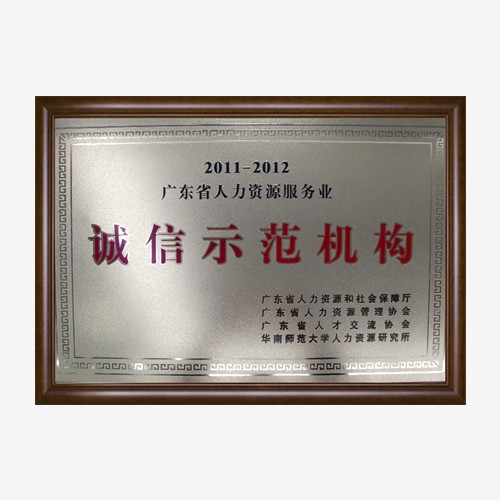 2011-2012
广东省人力资源服务业
诚信示范机构
广东省人力资源和社会保障厅
广东省人力资源管理协会
广东省人才交流协会
华南师范大学人力资源研究所